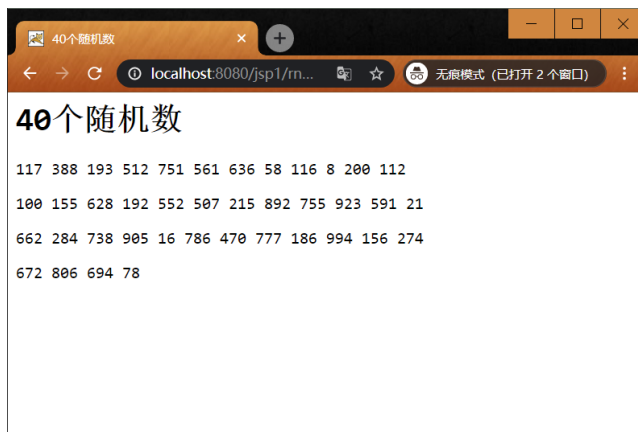 40个随机数
localhost:8080/jsp1/rn...
无痕模式（已打开 2 个窗口）
40个随机数
117 388 193 512 751 561 636 58 116 8 200 112
100 155 628 192 552 507 215 892 755 923 591 21
662 284 738 905 16 786 470 777 186 994 156 274
672 806 694 78